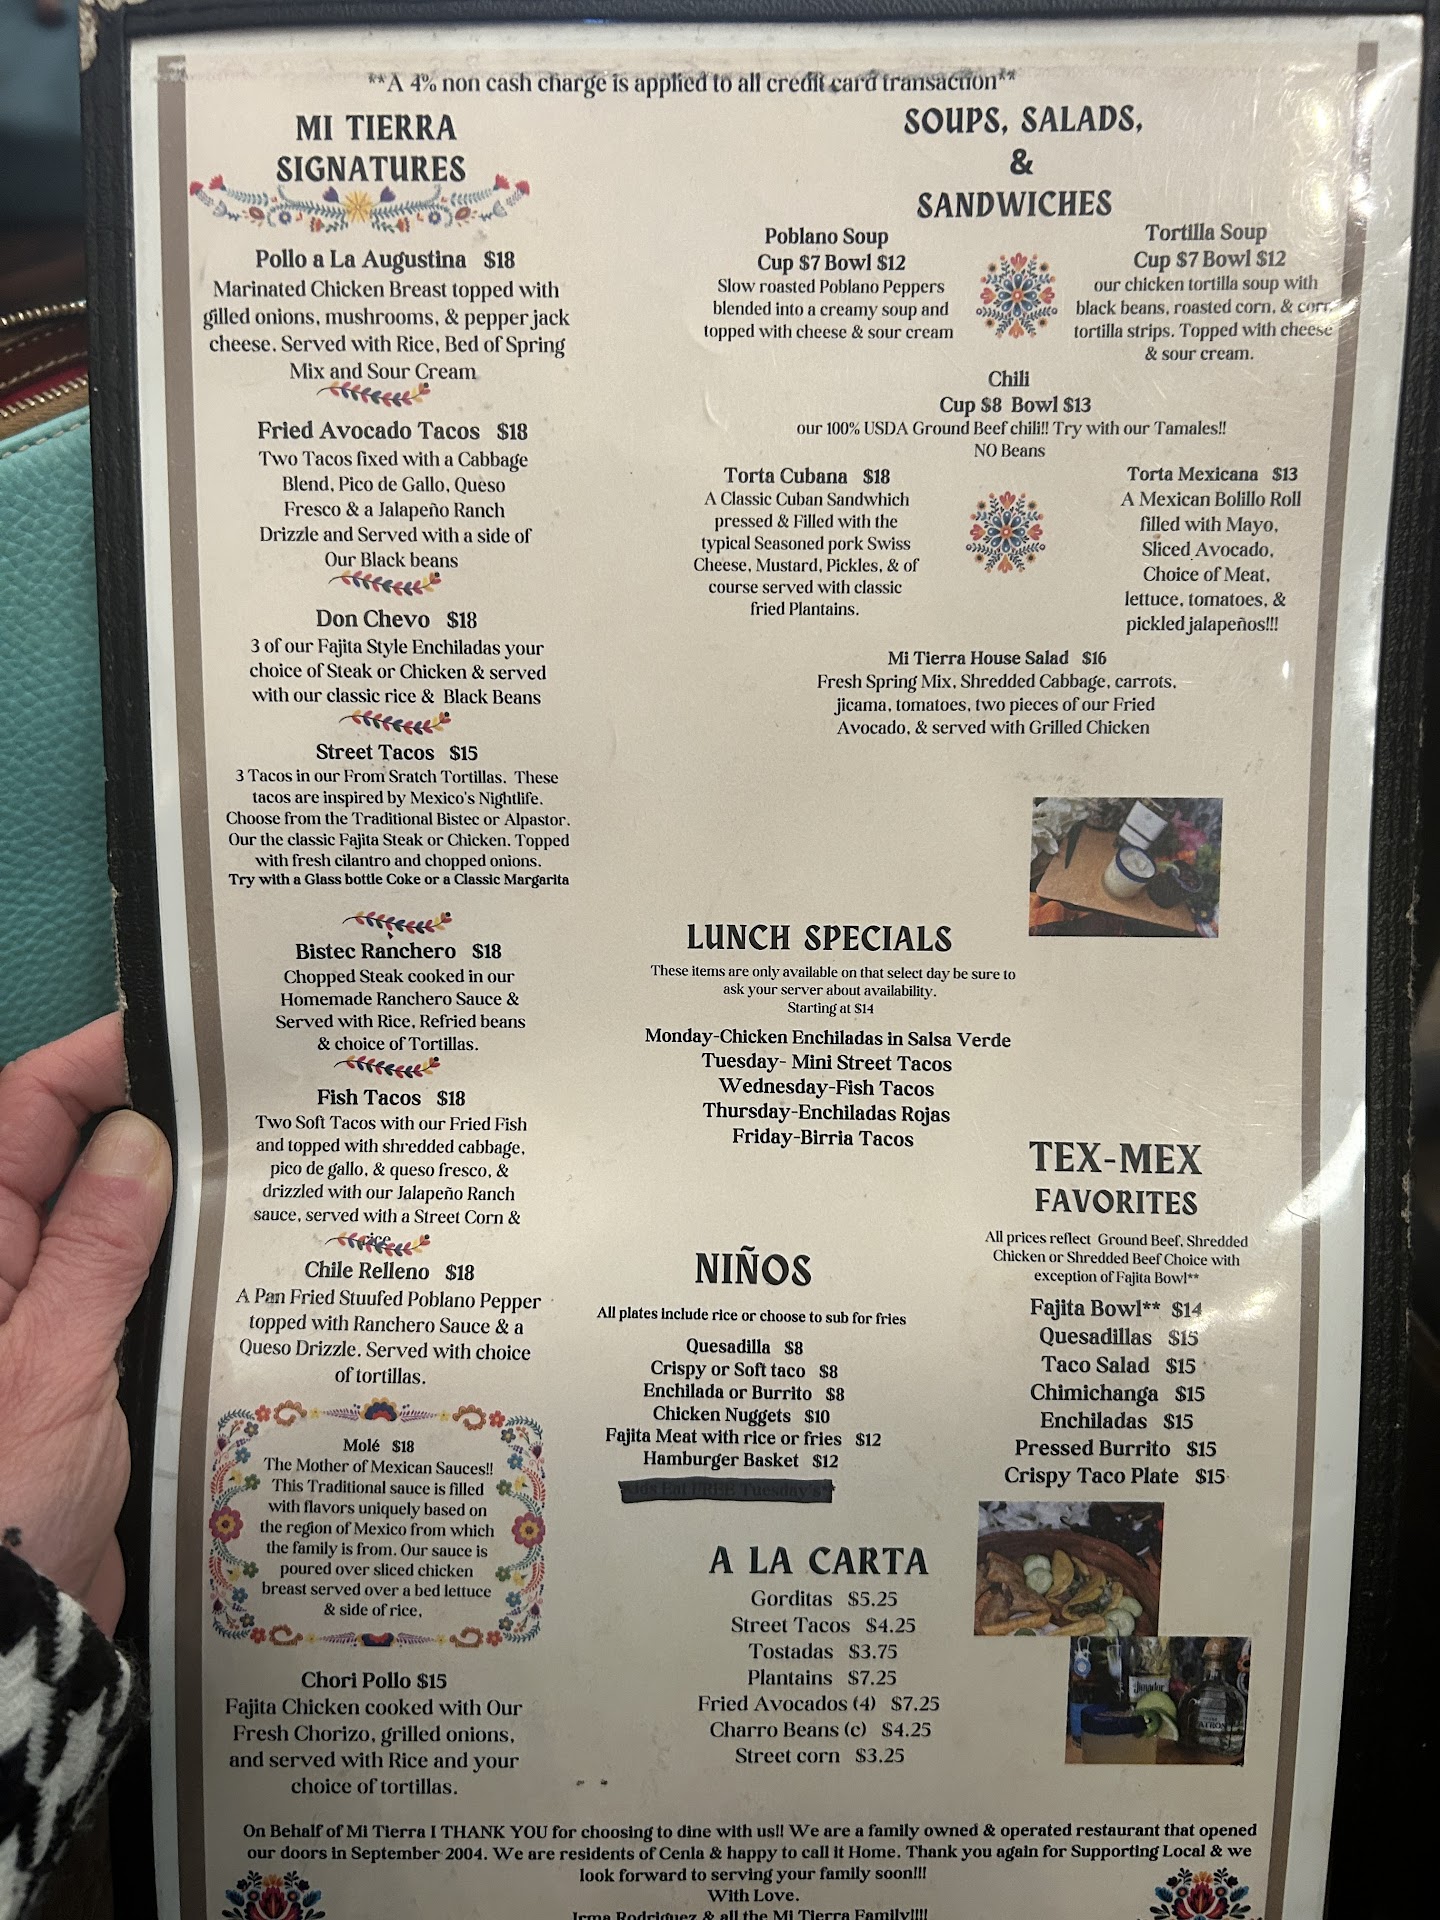 **A 4% non cash charge is applied to all credit card transaction**
MI TIERRA
SIGNATURES
Pollo a La Augustina $18
Marinated Chicken Breast topped with
gilled onions, mushrooms, & pepper jack
cheese. Served with Rice, Bed of Spring
Mix and Sour Cream
Fried Avocado Tacos $18
Two Tacos fixed with a Cabbage
Blend, Pico de Gallo, Queso
Fresco & a Jalapeño Ranch
Drizzle and Served with a side of
Our Black beans
Don Chevo $18
3 of our Fajita Style Enchiladas your
choice of Steak or Chicken & served
with our classic rice & Black Beans
Street Tacos $15
3 Tacos in our From Sratch Tortillas. These
tacos are inspired by Mexico's Nightlife.
Choose from the Traditional Bistec or Alpastor.
Our the classic Fajita Steak or Chicken. Topped
with fresh cilantro and chopped onions.
Try with a Glass bottle Coke or a Classic Margarita
Bistec Ranchero $18
Chopped Steak cooked in our
Homemade Ranchero Sauce &
Served with Rice, Refried beans
& choice of Tortillas.
Fish Tacos $18
Two Soft Tacos with our Fried Fish
and topped with shredded cabbage,
pico de gallo, & queso fresco, &
drizzled with our Jalapeño Ranch
sauce, served with a Street Corn &
rice
Chile Relleno $18
A Pan Fried Stuufed Poblano Pepper
topped with Ranchero Sauce & a
Queso Drizzle. Served with choice
of tortillas.
Molé $18
The Mother of Mexican Sauces!!
This Traditional sauce is filled
with flavors uniquely based on
the region of Mexico from which
the family is from. Our sauce is
poured over sliced chicken
breast served over a bed lettuce
& side of rice,
Chori Pollo $15
Fajita Chicken cooked with Our
Fresh Chorizo, grilled onions,
and served with Rice and your
choice of tortillas.
SOUPS, SALADS,
&
SANDWICHES
Poblano Soup
Cup $7 Bowl $12
Slow roasted Poblano Peppers
blended into a creamy soup and
topped with cheese & sour cream
Tortilla Soup
Cup $7 Bowl $12
our chicken tortilla soup with
black beans, roasted corn, & corn
tortilla strips. Topped with cheese
& sour cream.
Chili
Cup $8 Bowl $13
our 100% USDA Ground Beef chili!! Try with our Tamales!!
NO Beans
Torta Cubana $18
A Classic Cuban Sandwhich
pressed & Filled with the
typical Seasoned pork Swiss
Cheese, Mustard, Pickles, & of
course served with classic
fried Plantains.
Torta Mexicana $13
A Mexican Bolillo Roll
filled with Mayo,
Sliced Avocado,
Choice of Meat,
lettuce, tomatoes, &
pickled jalapeños!!!
Mi Tierra House Salad $16
Fresh Spring Mix, Shredded Cabbage, carrots,
jicama, tomatoes, two pieces of our Fried
Avocado, & served with Grilled Chicken
LUNCH SPECIALS
These items are only available on that select day be sure to
ask your server about availability.
Starting at $14
Monday-Chicken Enchiladas in Salsa Verde
Tuesday- Mini Street Tacos
Wednesday-Fish Tacos
Thursday-Enchiladas Rojas
Friday-Birria Tacos
NIÑOS
All plates include rice or choose to sub for fries
Quesadilla $8
Crispy or Soft taco $8
Enchilada or Burrito $8
Chicken Nuggets $10
Fajita Meat with rice or fries $12
Hamburger Basket $12
Kids Eat FREE Tuesday's
TEX-MEX
FAVORITES
All prices reflect Ground Beef, Shredded
Chicken or Shredded Beef Choice with
exception of Fajita Bowl**
Fajita Bowl** $14
Quesadillas $15
Taco Salad $15
Chimichanga $15
Enchiladas $15
Pressed Burrito $15
Crispy Taco Plate $15
A LA CARTA
Gorditas $5.25
Street Tacos $4.25
Tostadas $3.75
Plantains $7.25
Fried Avocados (4) $7.25
Charro Beans (c) $4.25
Street corn $3.25
On Behalf of Mi Tierra I THANK YOU for choosing to dine with us!! We are a family owned & operated restaurant that opened
our doors in September 2004. We are residents of Cenla & happy to call it Home. Thank you again for Supporting Local & we
look forward to serving your family soon!!!
With Love.
Irma Rodriguez & all the Mi Tierra Family!!!!